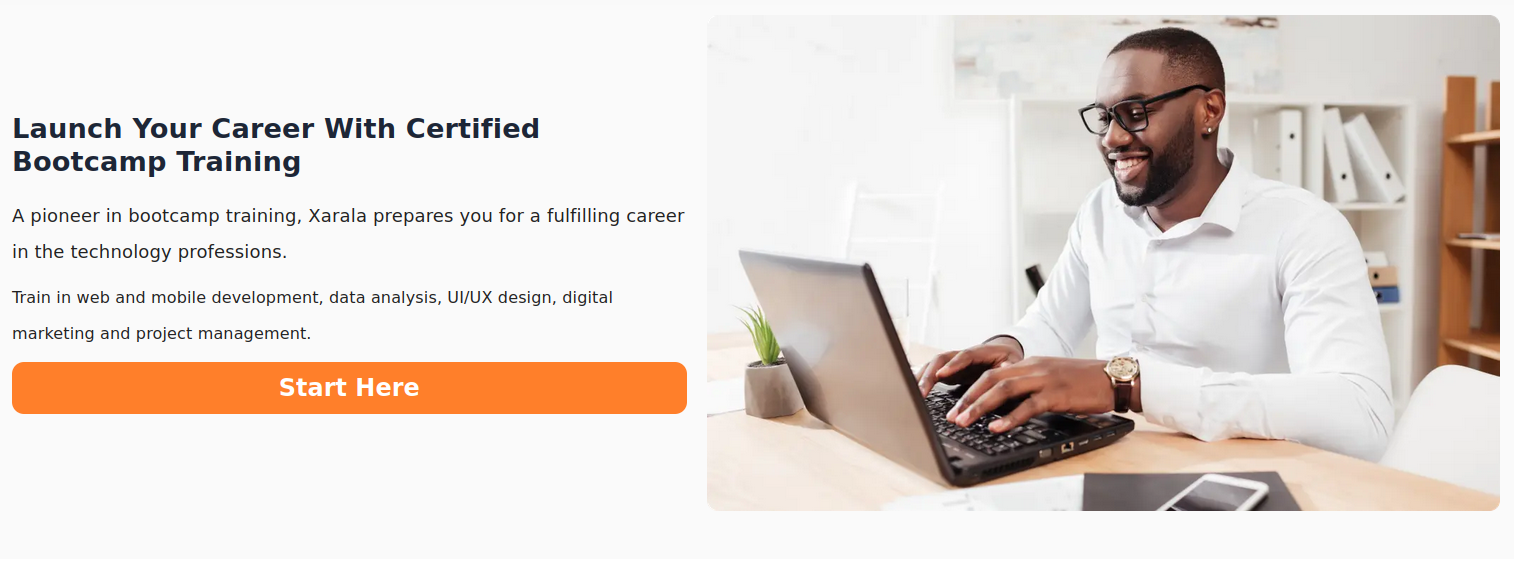 Launch Your Career With Certified
Bootcamp Training
A pioneer in bootcamp training, Xarala prepares you for a fulfilling career
in the technology professions.
Train in web and mobile development, data analysis, UI/UX design, digital
marketing and project management.
Start Here